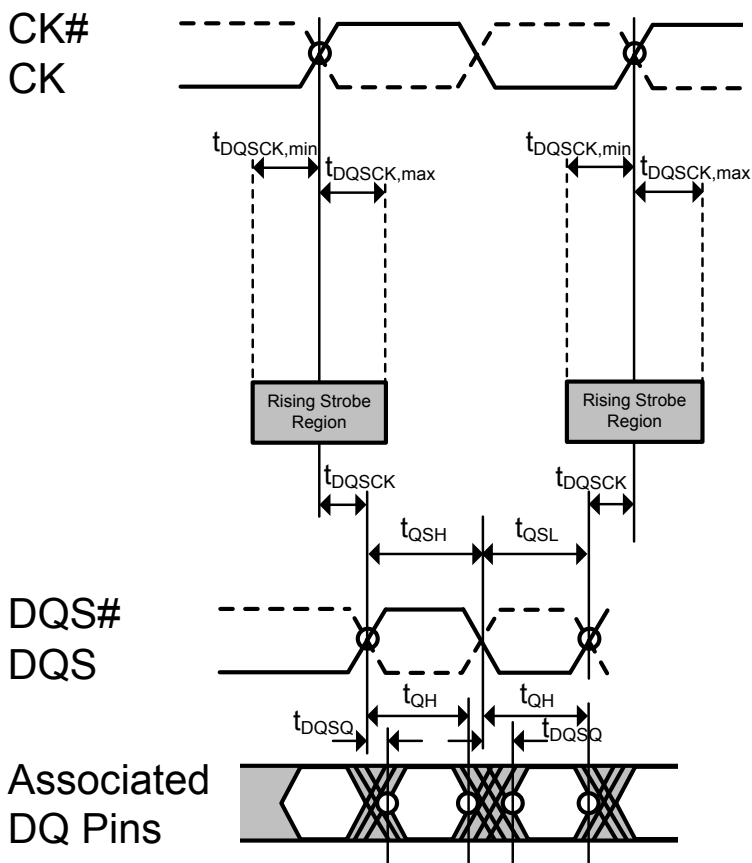 CK#
CK
tDQSCK,min
tDQSCK,max
tDQSCK,min
tDQSCK,max
Rising Strobe
Region
Rising Strobe
Region
tDQSCK
tDQSCK
tQSH
tQSL
DQS#
DQS
tQH
tQH
tDQSQ
tDQSQ
Associated
DQ Pins